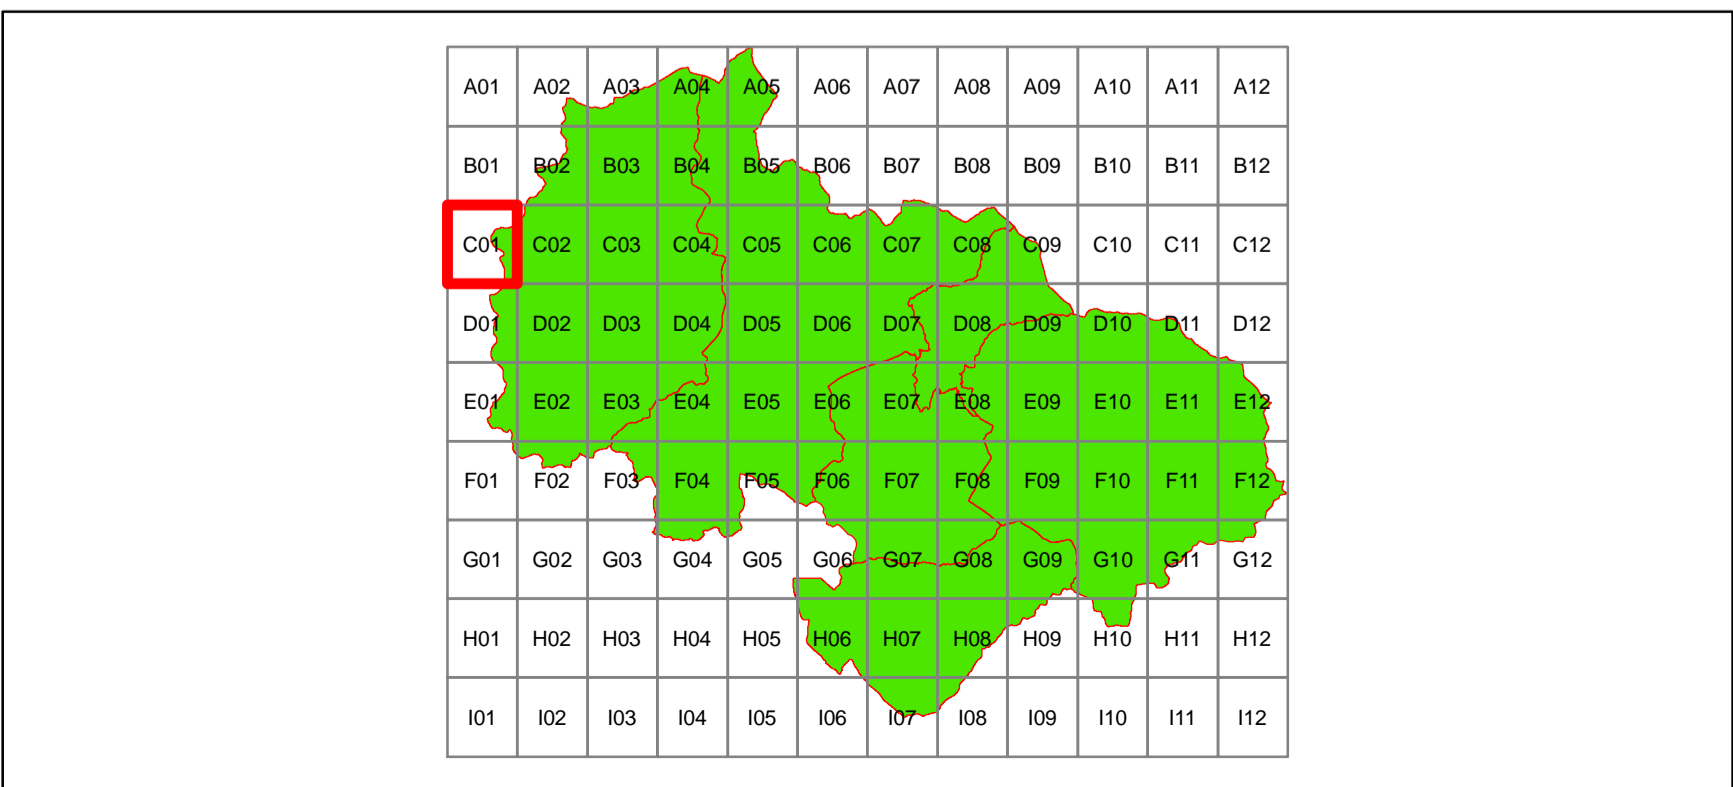 A01 A02 A03 A04 A05 A06 A07 A08 A09 A10 A11 A12
B01 B02 B03 B04 B05 B06 B07 B08 B09 B10 B11 B12
C01 C02 C03 C04 C05 C06 C07 C08 C09 C10 C11 C12
D01 D02 D03 D04 D05 D06 D07 D08 D09 D10 D11 D12
E01 E02 E03 E04 E05 E06 E07 E08 E09 E10 E11 E12
F01 F02 F03 F04 F05 F06 F07 F08 F09 F10 F11 F12
G01 G02 G03 G04 G05 G06 G07 G08 G09 G10 G11 G12
H01 H02 H03 H04 H05 H06 H07 H08 H09 H10 H11 H12
I01 I02 I03 I04 I05 I06 I07 I08 I09 I10 I11 I12